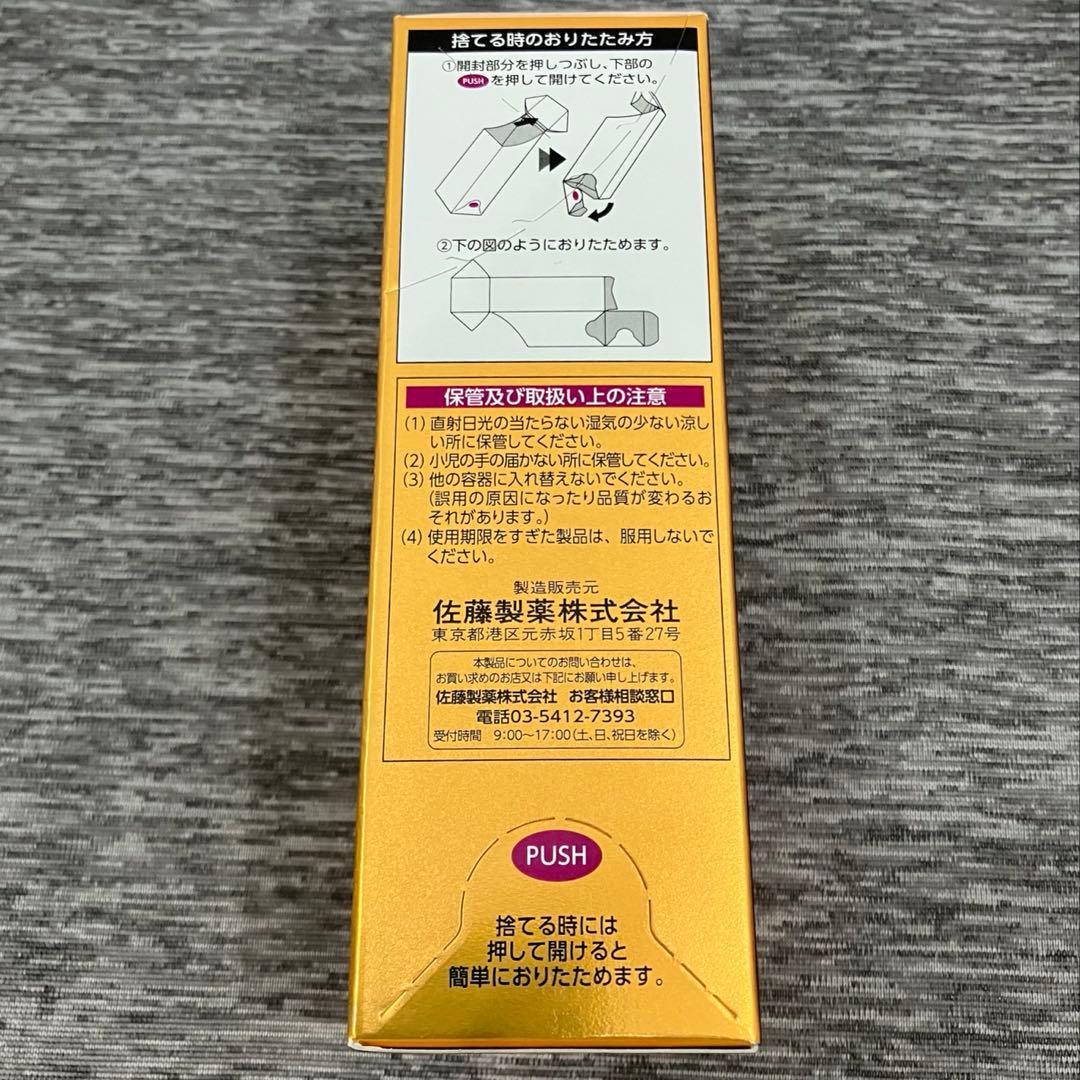 捨てる時のおりたたみ方
①開封部分を押しつぶし、下部の
PUSHを押して開けてください。
②下の図のようにおりたためます。
保管及び取扱い上の注意
(1) 直射日光の当たらない湿気の少ない涼し
い所に保管してください。
(2) 小児の手の届かない所に保管してください。
(3) 他の容器に入れ替えないでください。
(誤用の原因になったり品質が変わるお
それがあります。)
(4) 使用期限をすぎた製品は、服用しないで
ください。
製造販売元
佐藤製薬株式会社
東京都港区元赤坂1丁目5番27号
本製品についてのお問い合わせは、
お買い求めのお店又は下記にお願い申し上げます。
佐藤製薬株式会社 お客様相談窓口
電話03-5412-7393
受付時間 9:00〜17:00(土、日、祝日を除く)
PUSH
捨てる時には
押して開けると
簡単におりたためます。